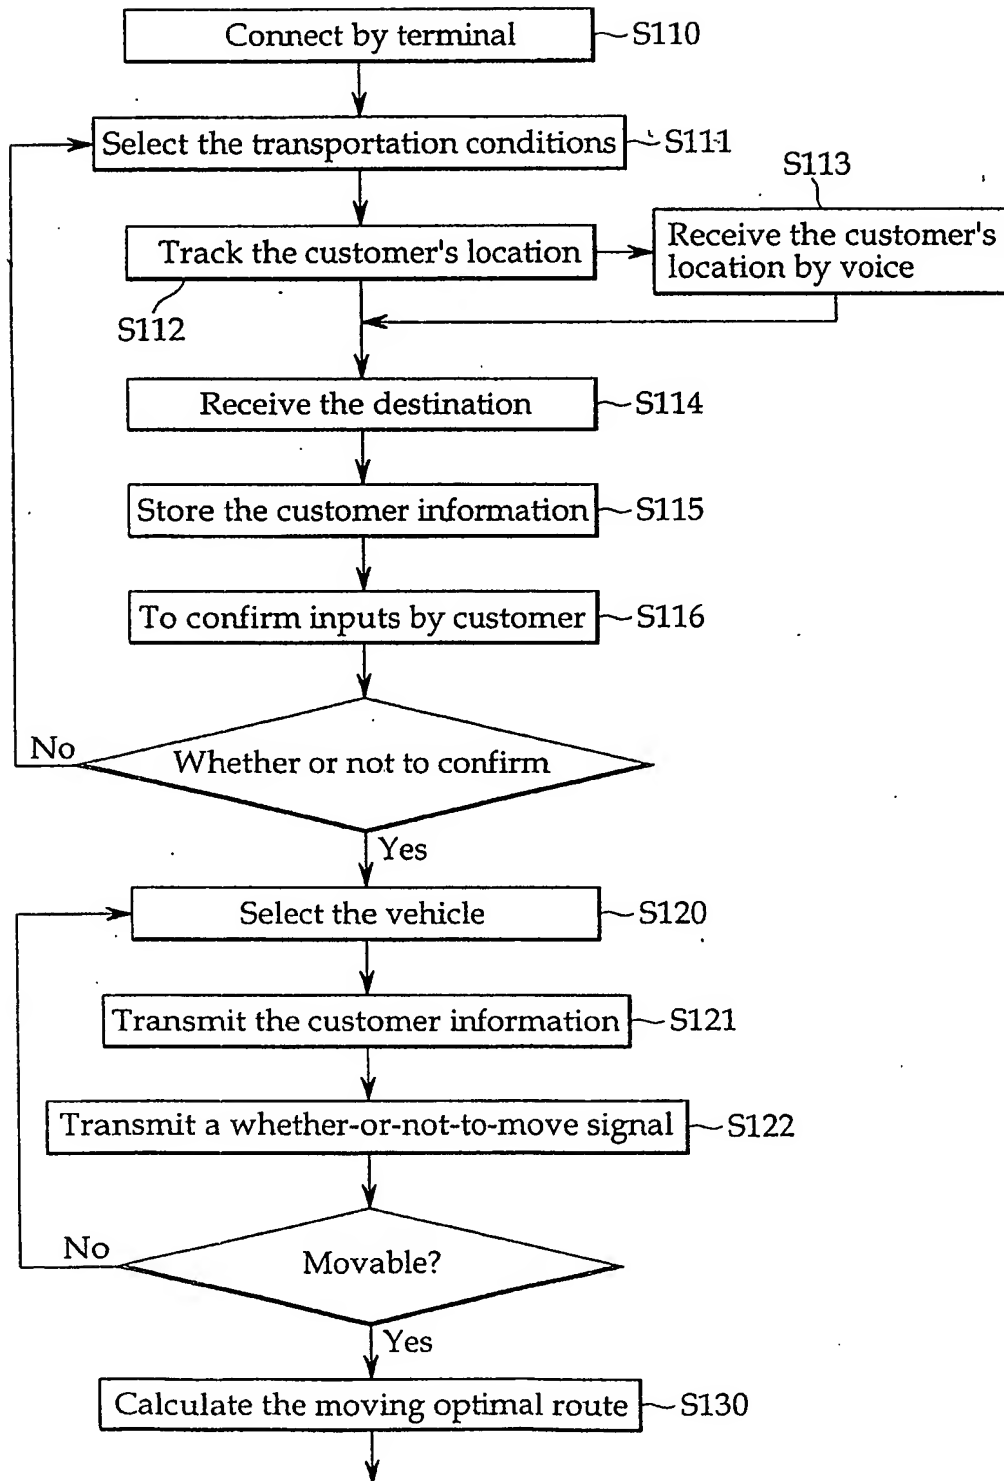 Connect by terminal
S110
Select the transportation conditions
S111
S113
Track the customer's location
Receive the customer's
location by voice
S112
Receive the destination
S114
Store the customer information
S115
To confirm inputs by customer
S116
No
Whether or not to confirm
Yes
Select the vehicle
S120
Transmit the customer information
S121
Transmit a whether-or-not-to-move signal
S122
No
Movable?
Yes
Calculate the moving optimal route
S130